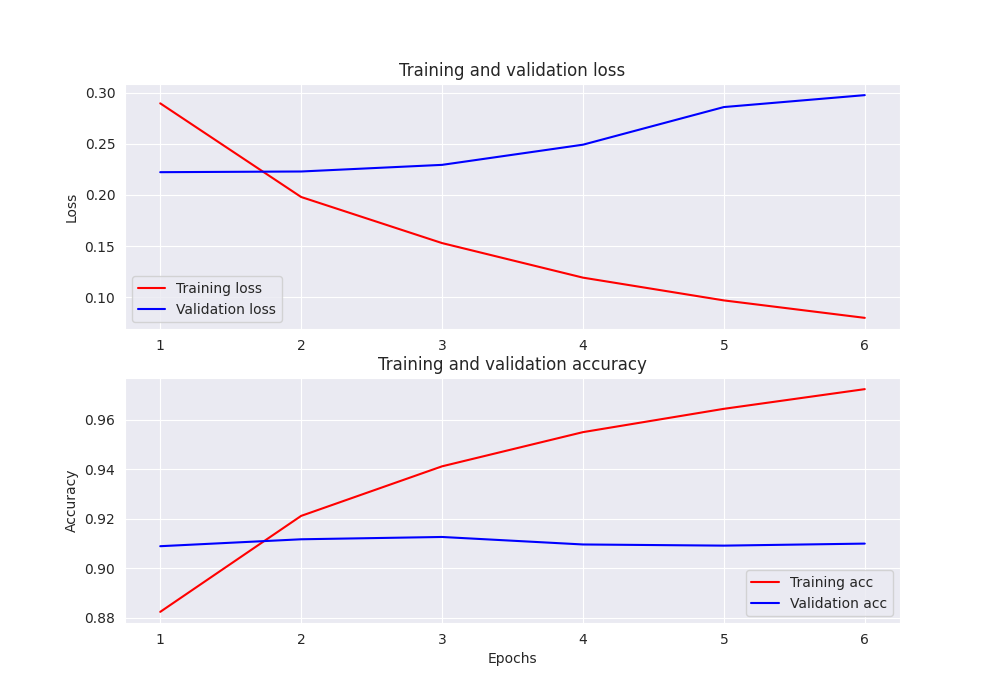 Training and validation loss
0.30
0.25
0.20
0.15
0.10
Loss
Training loss
Validation loss
1 2 3 4 5 6
Training and validation accuracy
0.96
0.94
0.92
0.90
0.88
Accuracy
Training acc
Validation acc
1 2 3 4 5 6
Epochs